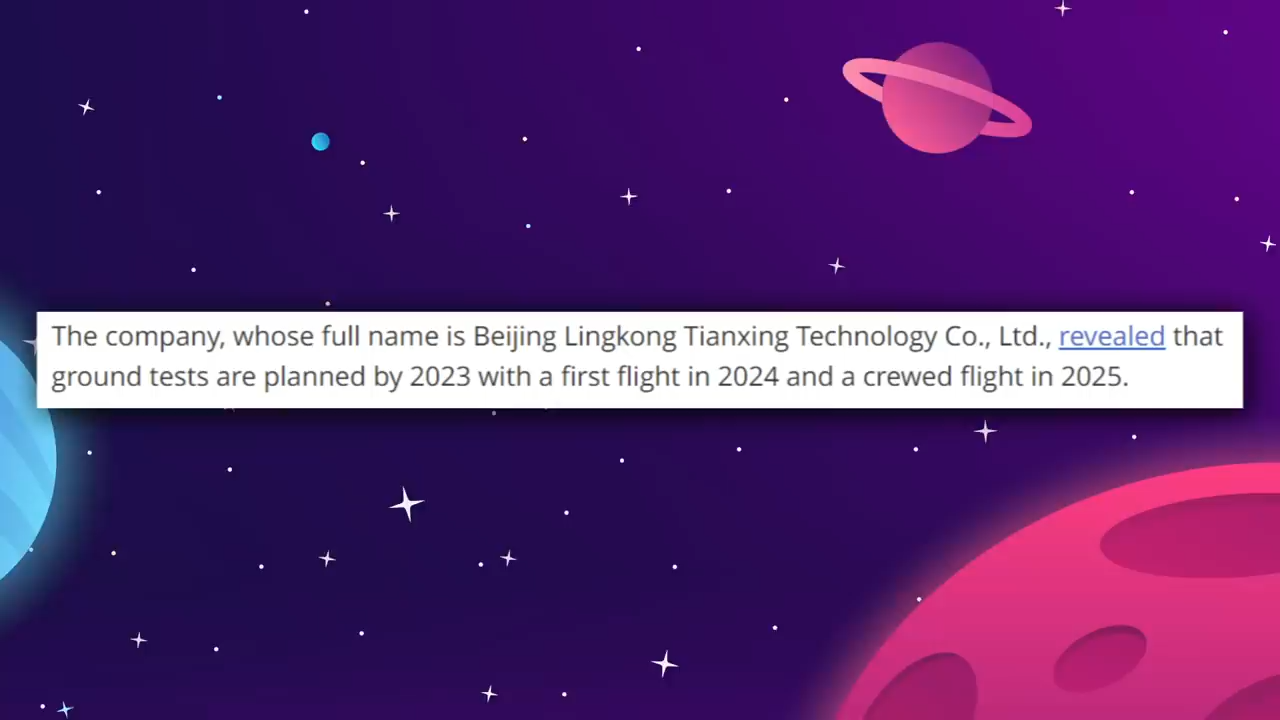 The company, whose full name is Beijing Lingkong Tianxing Technology Co., Ltd., revealed that
ground tests are planned by 2023 with a first flight in 2024 and a crewed flight in 2025.